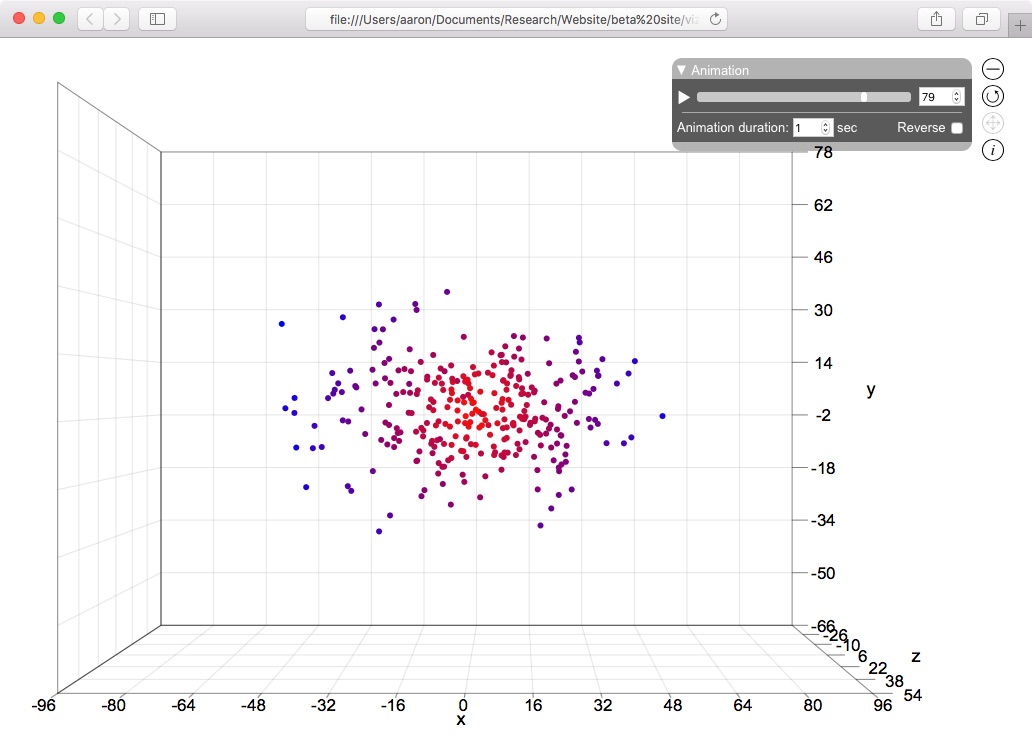 file:///Users/aaron/Documents/Research/Website/beta%20site/vi
Animation
79
Animation duration: 1 sec Reverse
i
78
62
46
30
14
y
-2
-18
-34
-50
-66
-26
-10
6
z
22
38
54
-96 -80 -64 -48 -32 -16 0 16 32 48 64 80 96
x